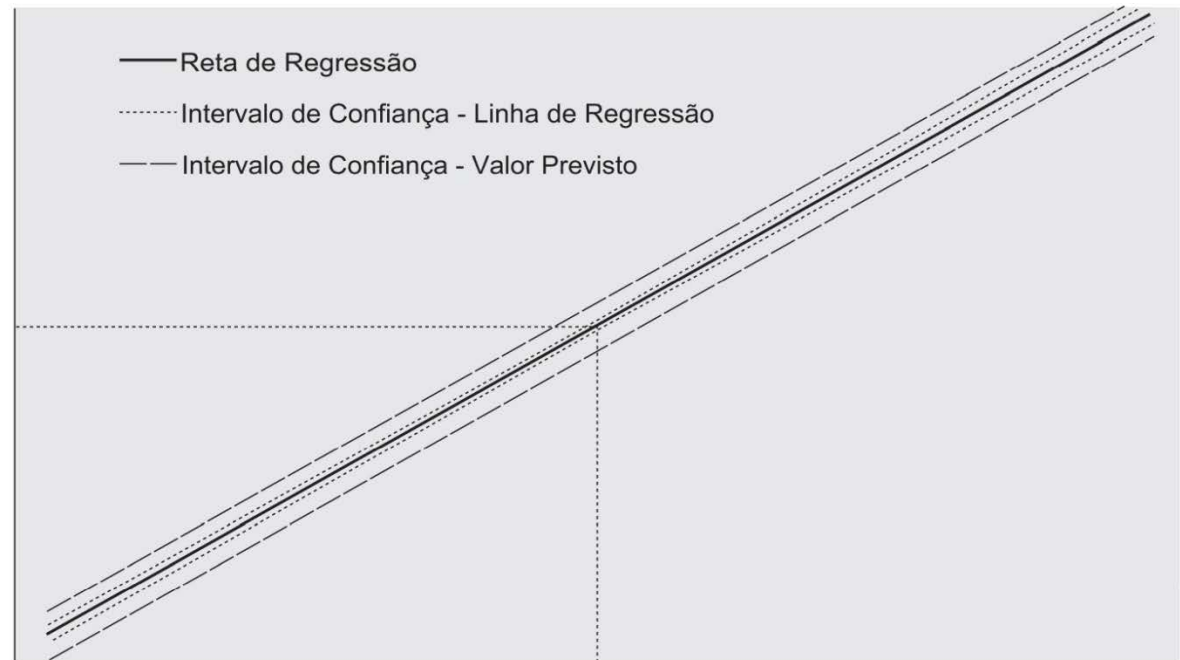 Reta de Regressão
Intervalo de Confiança - Linha de Regressão
Intervalo de Confiança - Valor Previsto